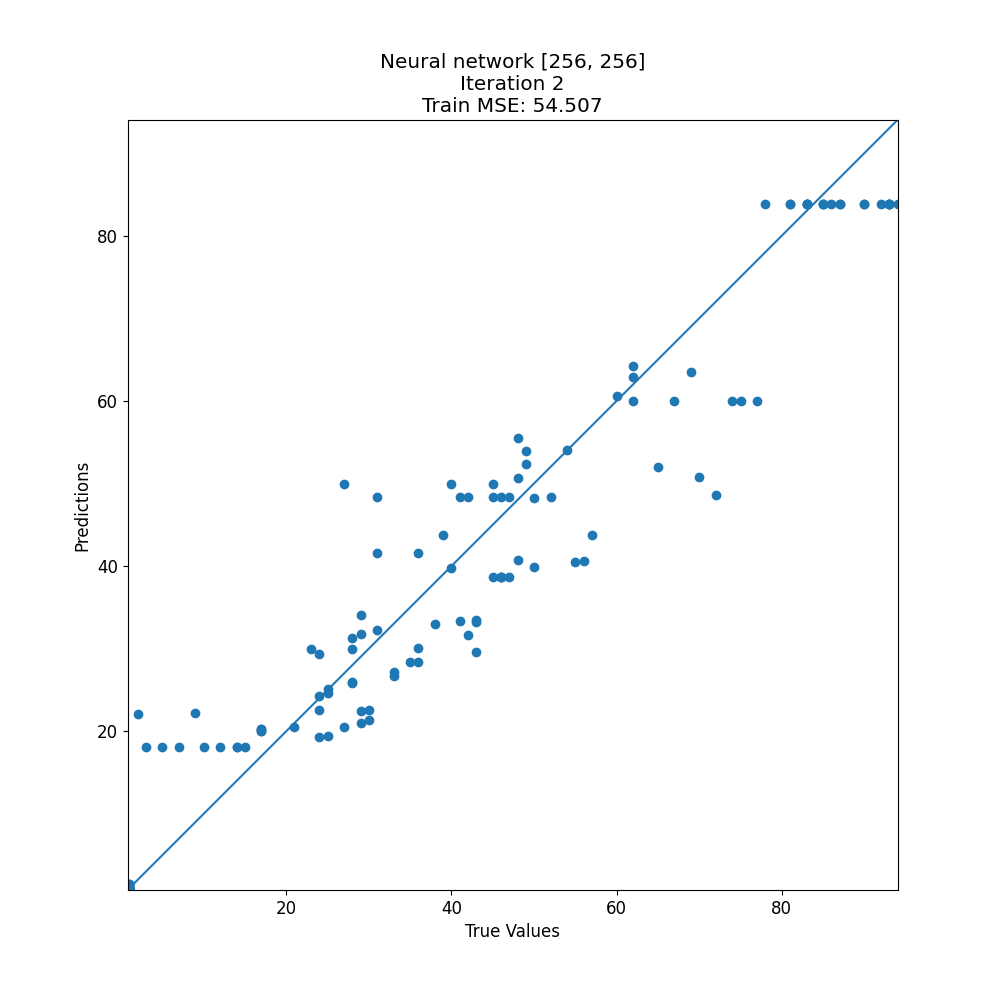 Neural network [256, 256]
Iteration 2
Train MSE: 54.507
Predictions
80
60
40
20
20 40 60 80
True Values